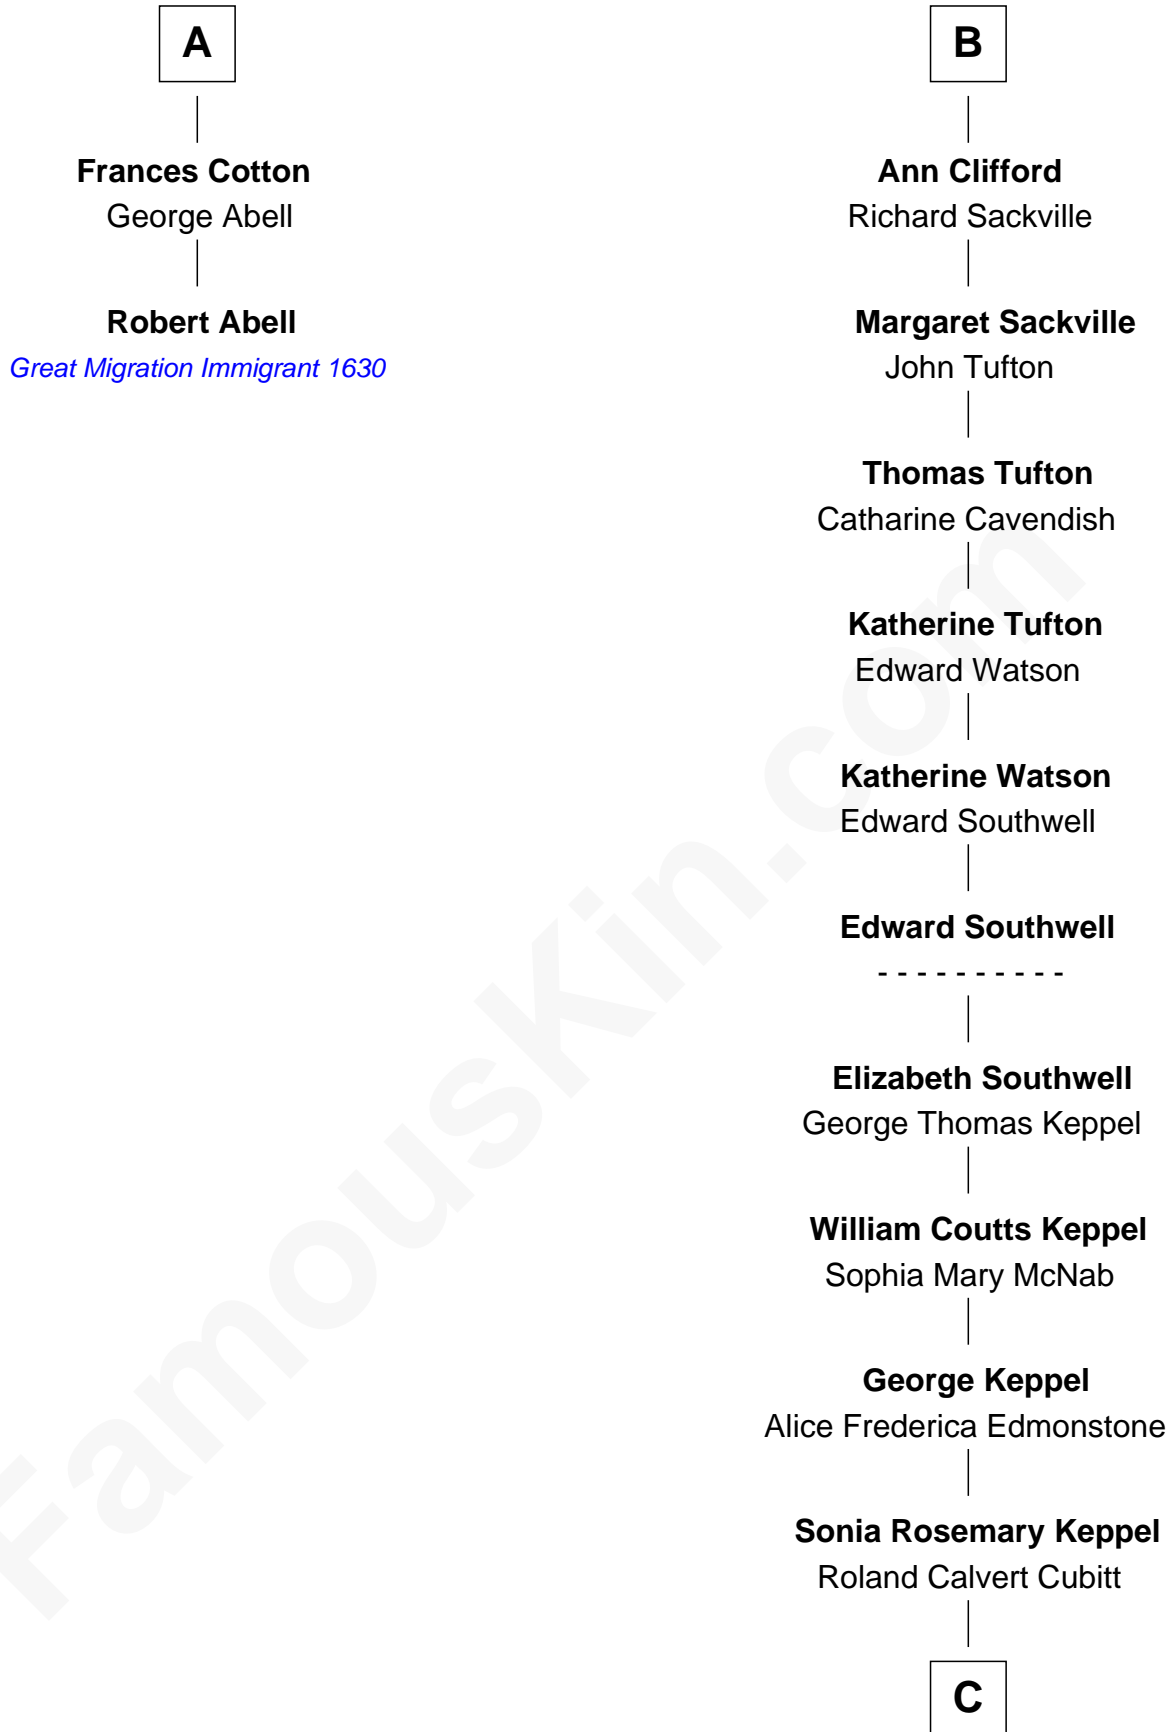 A
Frances Cotton
George Abell
Robert Abell
Great Migration Immigrant 1630
B
Ann Clifford
Richard Sackville
Margaret Sackville
John Tufton
Thomas Tufton
Catharine Cavendish
Katherine Tufton
Edward Watson
Katherine Watson
Edward Southwell
Edward Southwell
- - - - - - - - - -
Elizabeth Southwell
George Thomas Keppel
William Coutts Keppel
Sophia Mary McNab
George Keppel
Alice Frederica Edmonstone
Sonia Rosemary Keppel
Roland Calvert Cubitt
C
FamousKin.com